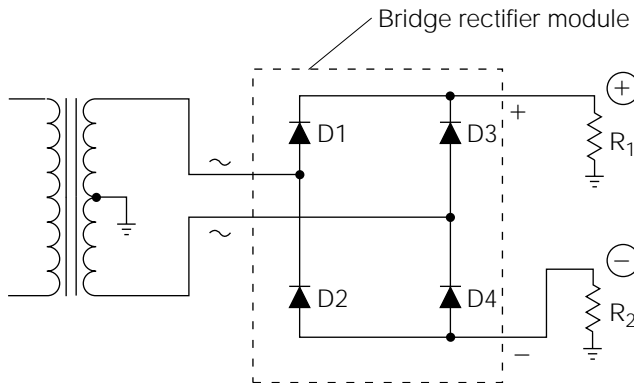 Bridge rectifier module
+
D1
D3
+
R1
~
~
−
D2
D4
R2
−